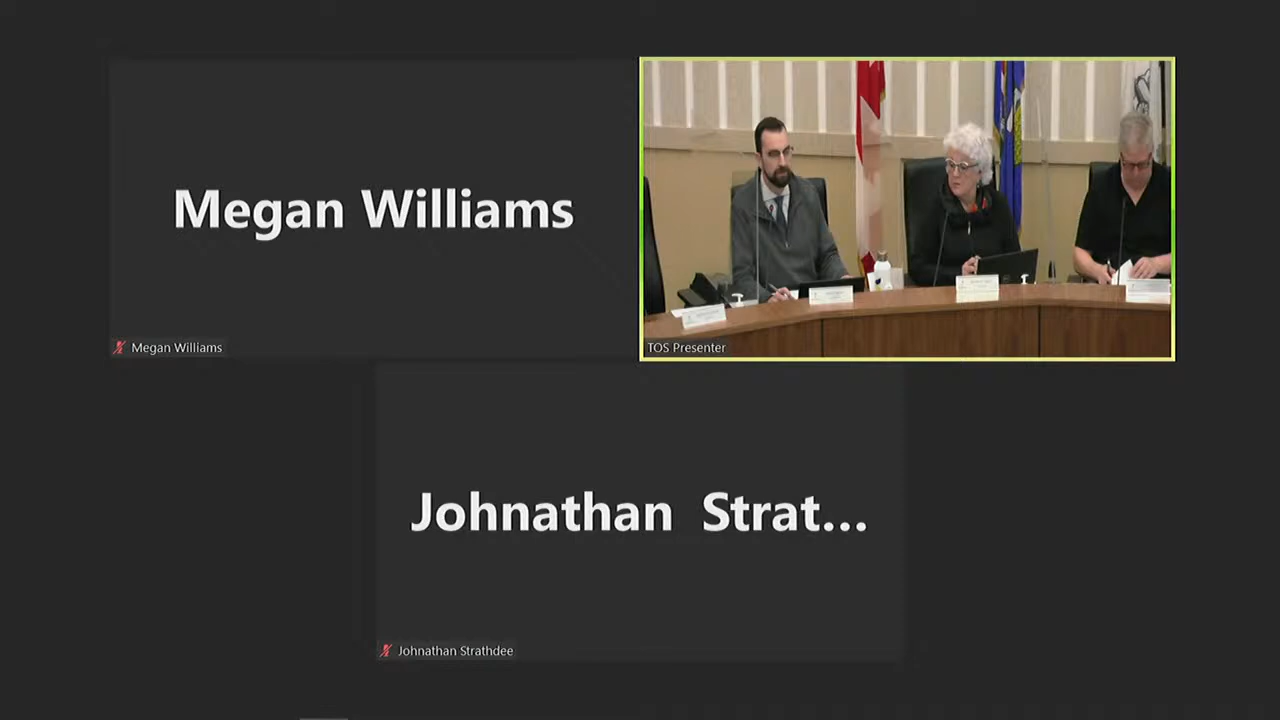 Megan Williams
Megan Williams
TOS Presenter
Johnathan Strat...
Johnathan Strathdee